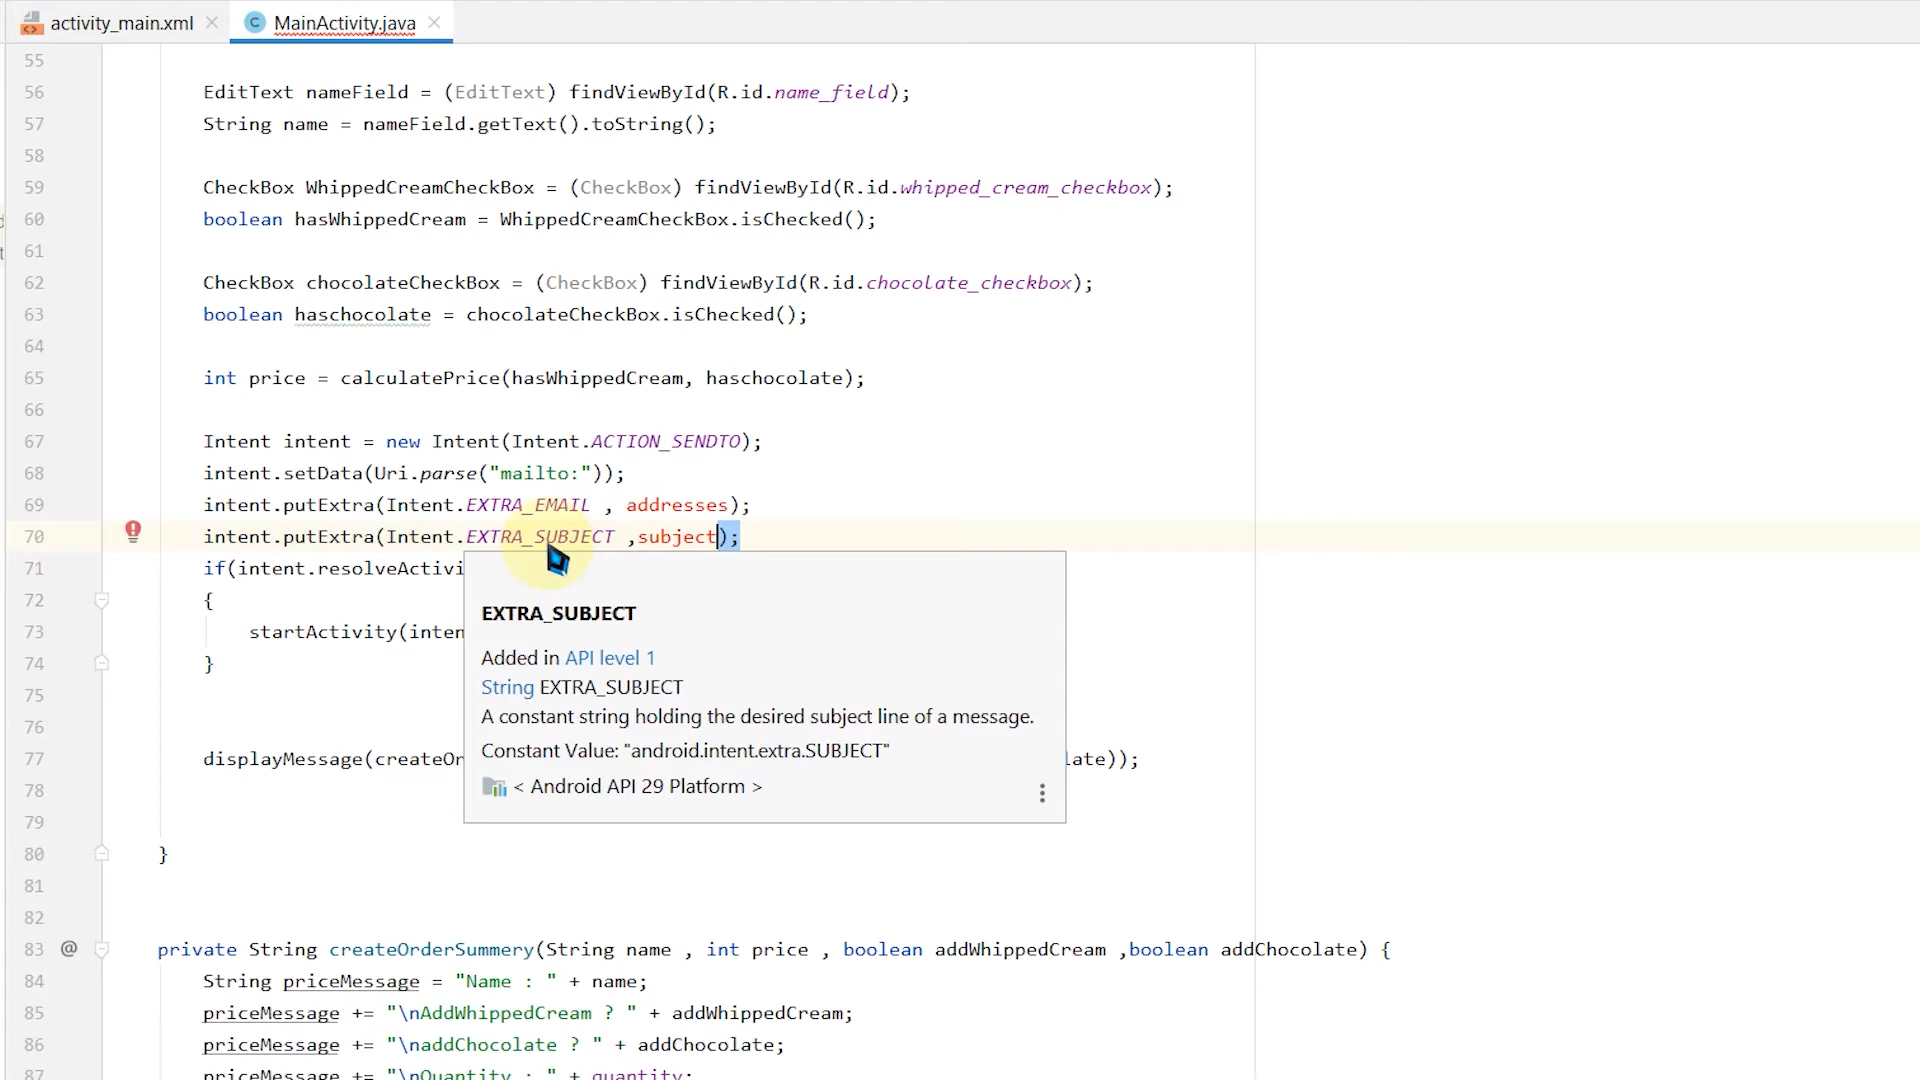 activity_main.xml
MainActivity.java
55
56 EditText nameField = (EditText) findViewById(R.id.name_field);
57 String name = nameField.getText().toString();
58
59 CheckBox WhippedCreamCheckBox = (CheckBox) findViewById(R.id.whipped_cream_checkbox);
60 boolean hasWhippedCream = WhippedCreamCheckBox.isChecked();
61
62 CheckBox chocolateCheckBox = (CheckBox) findViewById(R.id.chocolate_checkbox);
63 boolean haschocolate = chocolateCheckBox.isChecked();
64
65 int price = calculatePrice(hasWhippedCream, haschocolate);
66
67 Intent intent = new Intent(Intent.ACTION_SENDTO);
68 intent.setData(Uri.parse("mailto:"));
69 intent.putExtra(Intent.EXTRA_EMAIL , addresses);
70 intent.putExtra(Intent.EXTRA_SUBJECT ,subject);
71 if(intent.resolveActivi
72 {
73 startActivity(inten
74 }
75
76
77 displayMessage(createOr late));
78
79
80 }
81
82
83 @ private String createOrderSummery(String name , int price , boolean addWhippedCream ,boolean addChocolate) {
84 String priceMessage = "Name : " + name;
85 priceMessage += "\nAddWhippedCream ? " + addWhippedCream;
86 priceMessage += "\naddChocolate ? " + addChocolate;
87 priceMessage += "\nQuantity : " + quantity;
EXTRA_SUBJECT
Added in API level 1
String EXTRA_SUBJECT
A constant string holding the desired subject line of a message.
Constant Value: "android.intent.extra.SUBJECT"
< Android API 29 Platform >